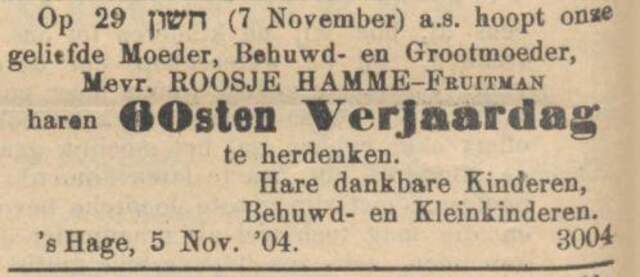 Op 29 חשון (7 November) a.s. hoopt onze
geliefde Moeder, Behuwd- en Grootmoeder,
Mevr. ROOSJE HAMME-FRUITMAN
haren 60sten Verjaardag
te herdenken.
Hare dankbare Kinderen,
Behuwd- en Kleinkinderen.
's Hage, 5 Nov. '04. 3004